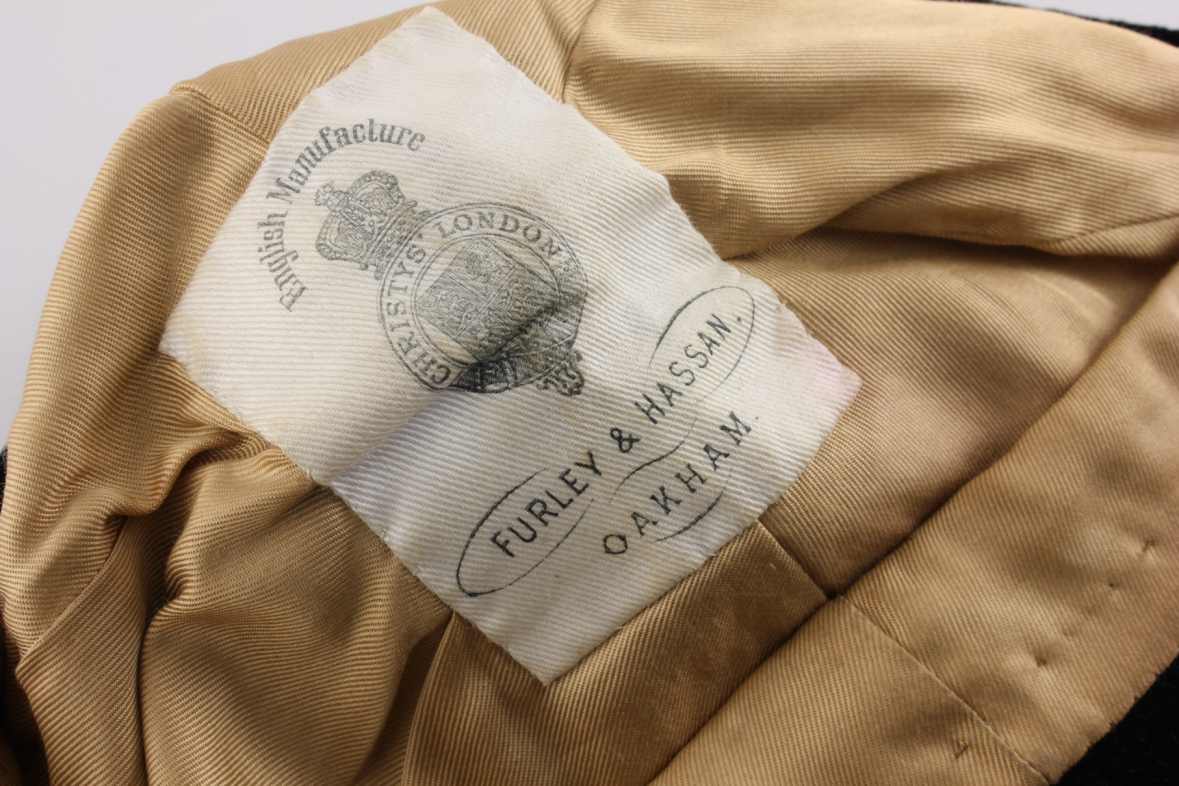 English Manufacture
CHRISTYS' LONDON
FURLEY & HASSAN.
OAKHAM.